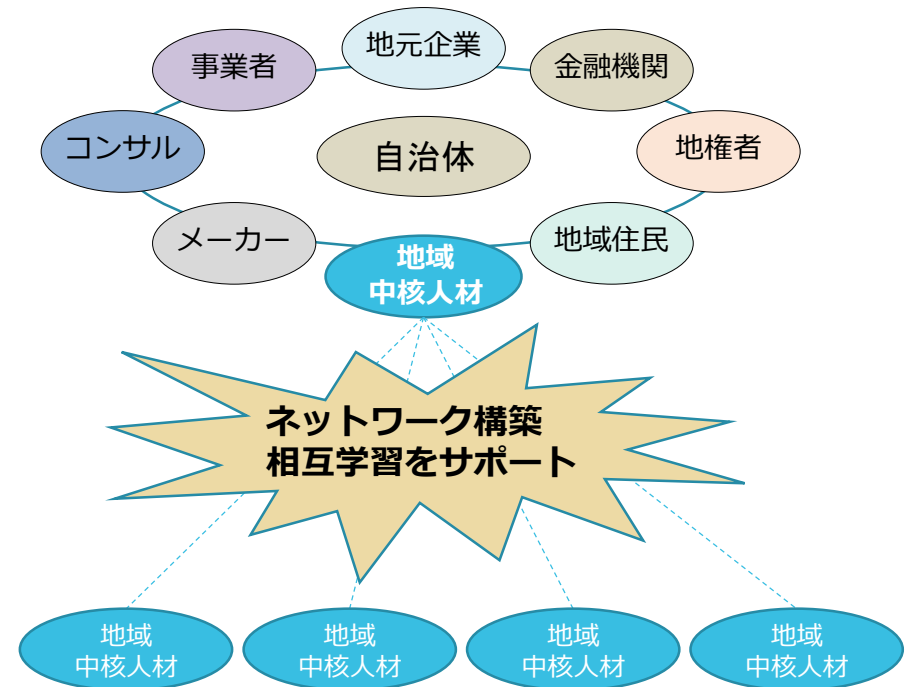 地元企業
事業者
金融機関
コンサル
自治体
地権者
メーカー
地域住民
地域
中核人材
ネットワーク構築
相互学習をサポート
地域
中核人材
地域
中核人材
地域
中核人材
地域
中核人材